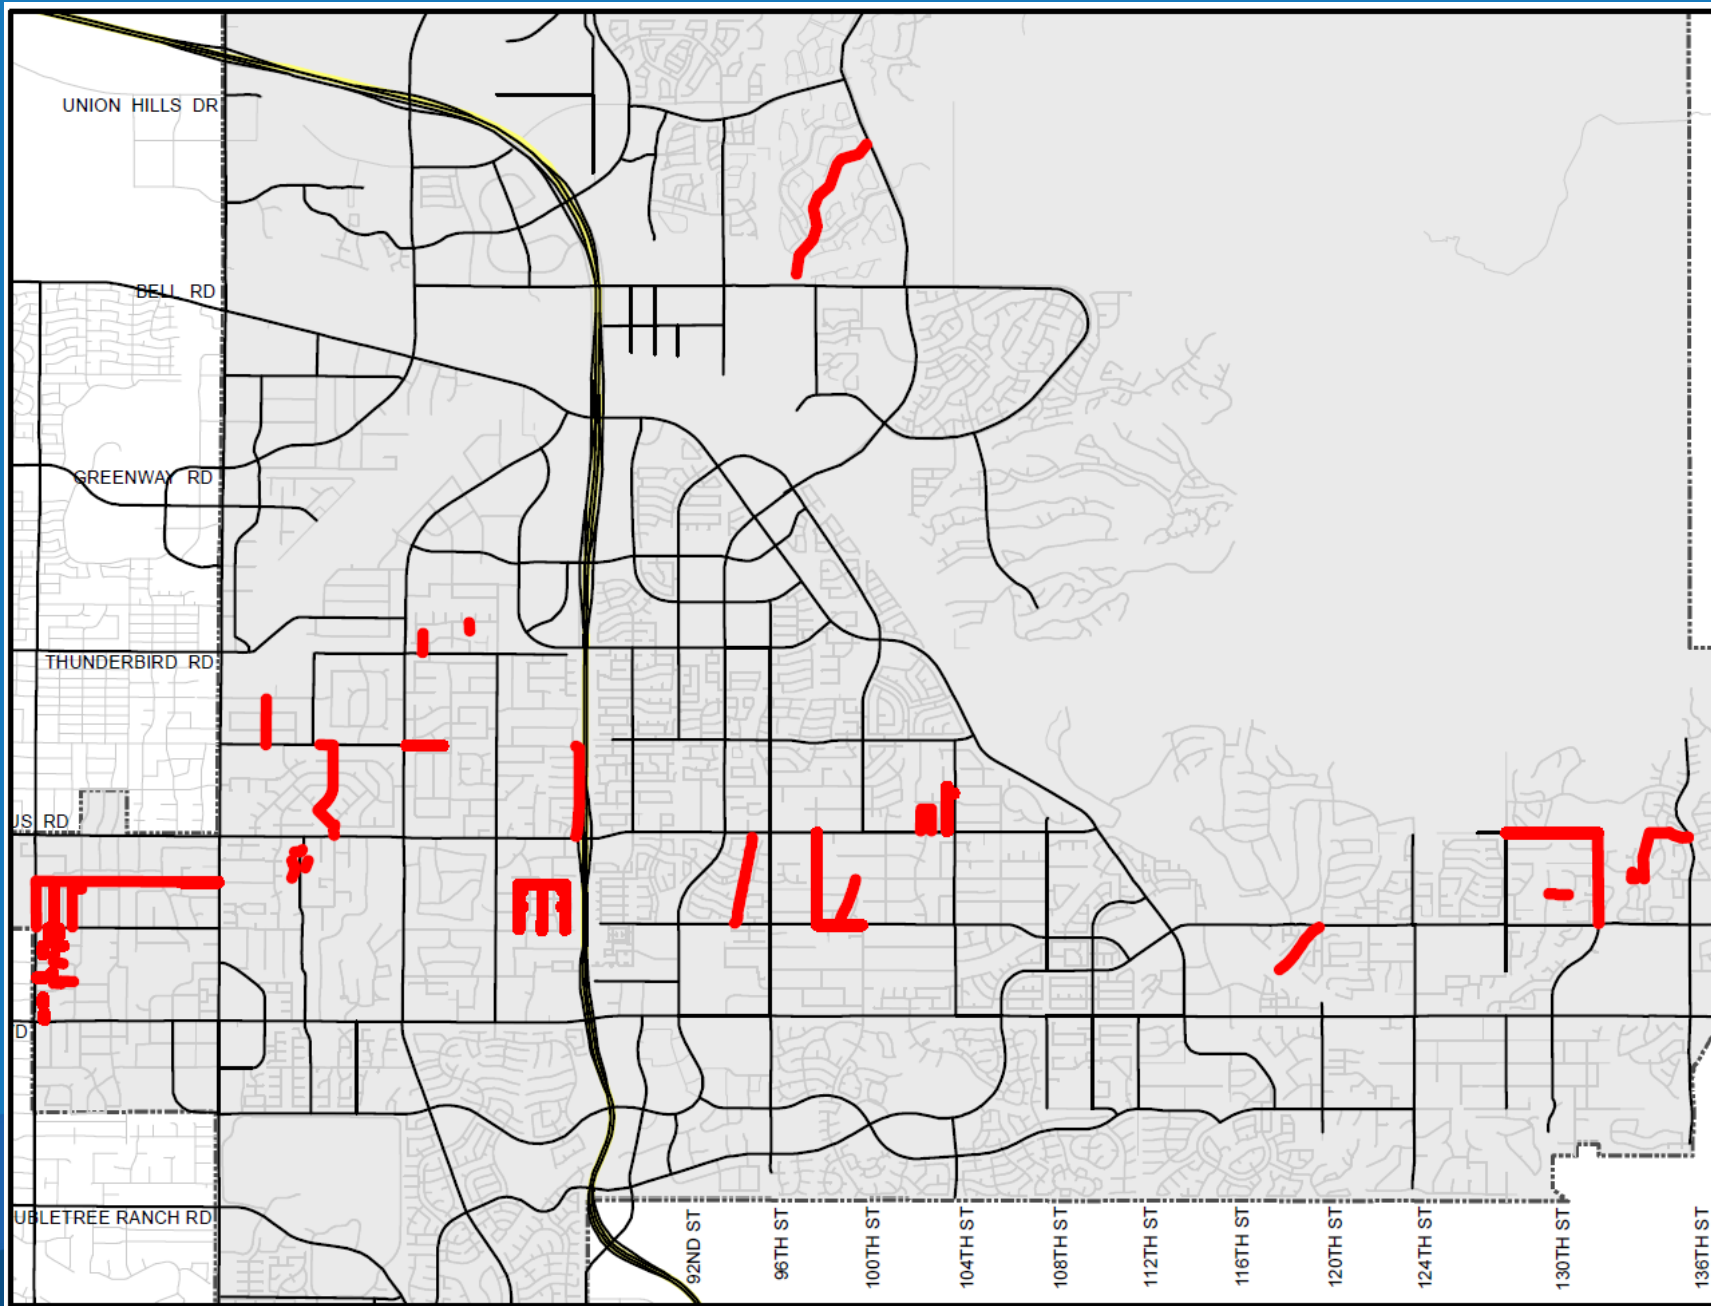 UNION HILLS DR
BELL RD
GREENWAY RD
THUNDERBIRD RD
US RD
D
UBLETREE RANCH RD
92ND ST
96TH ST
100TH ST
104TH ST
108TH ST
112TH ST
116TH ST
120TH ST
124TH ST
130TH ST
136TH ST